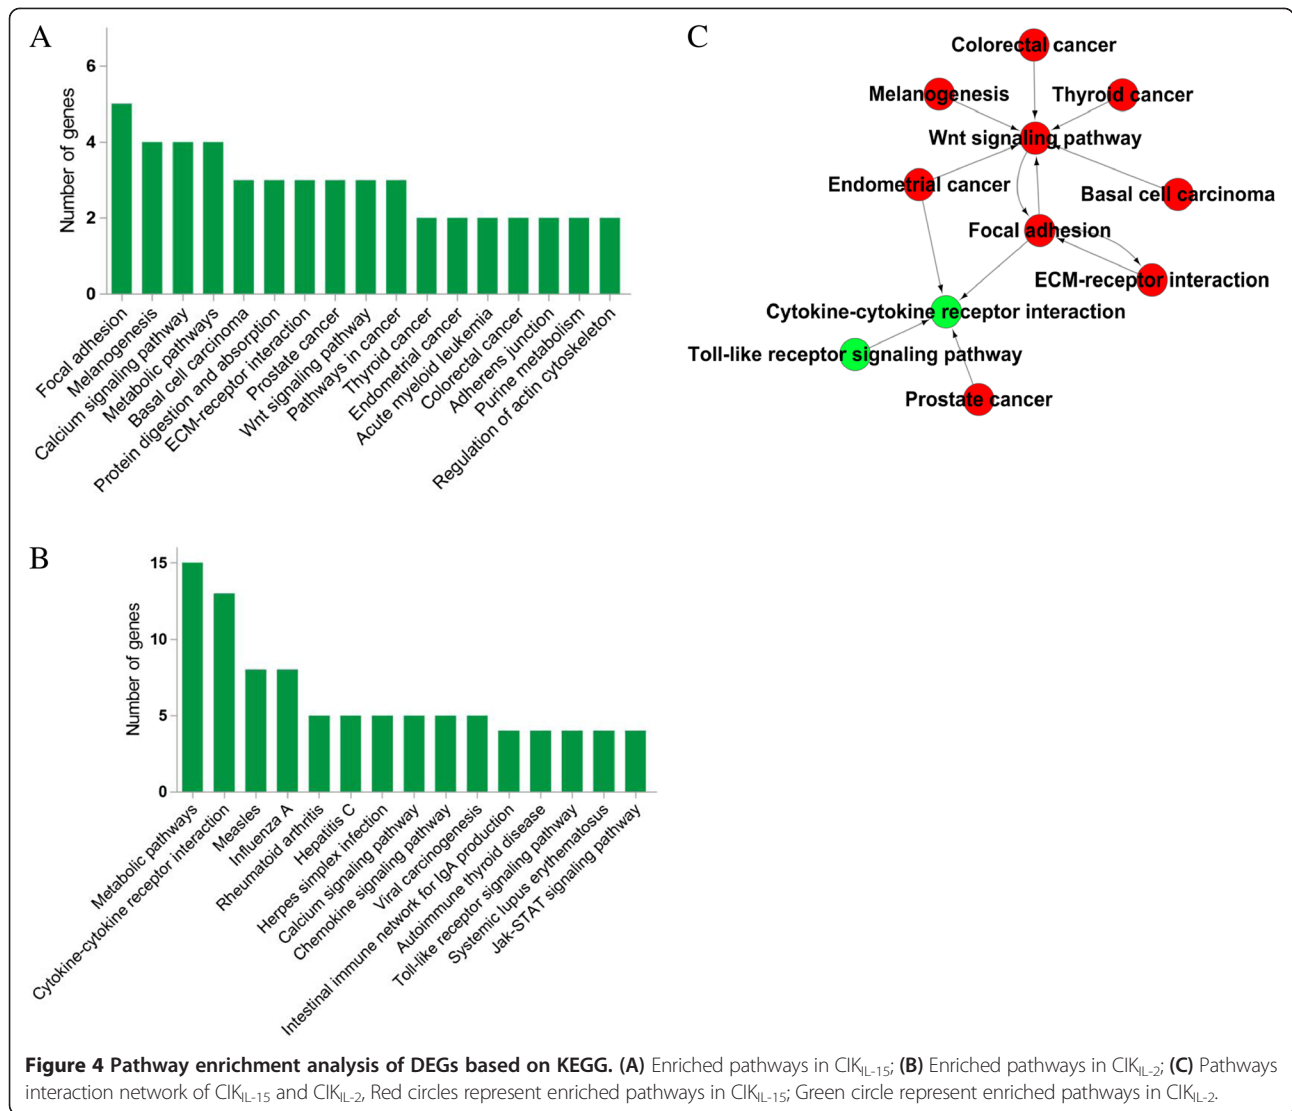 A
Number of genes
6
4
2
0
Focal adhesion
Melanogenesis
Calcium signaling pathway
Metabolic pathways
Basal cell carcinoma
Protein digestion and absorption
ECM-receptor interaction
Prostate cancer
Wnt signaling pathway
Pathways in cancer
Thyroid cancer
Endometrial cancer
Acute myeloid leukemia
Colorectal cancer
Adherens junction
Purine metabolism
Regulation of actin cytoskeleton
C
Colorectal cancer
Melanogenesis
Thyroid cancer
Wnt signaling pathway
Endometrial cancer
Basal cell carcinoma
Focal adhesion
ECM-receptor interaction
Cytokine-cytokine receptor interaction
Toll-like receptor signaling pathway
Prostate cancer
B
Number of genes
15
10
5
0
Metabolic pathways
Cytokine-cytokine receptor interaction
Measles
Influenza A
Rheumatoid arthritis
Hepatitis C
Herpes simplex infection
Calcium signaling pathway
Chemokine signaling pathway
Viral carcinogenesis
Intestinal immune network for IgA production
Autoimmune thyroid disease
Toll-like receptor signaling pathway
Systemic lupus erythematosus
Jak-STAT signaling pathway
Figure 4 Pathway enrichment analysis of DEGs based on KEGG. (A) Enriched pathways in CIKIL-15; (B) Enriched pathways in CIKIL-2; (C) Pathways
interaction network of CIKIL-15 and CIKIL-2, Red circles represent enriched pathways in CIKIL-15; Green circle represent enriched pathways in CIKIL-2.